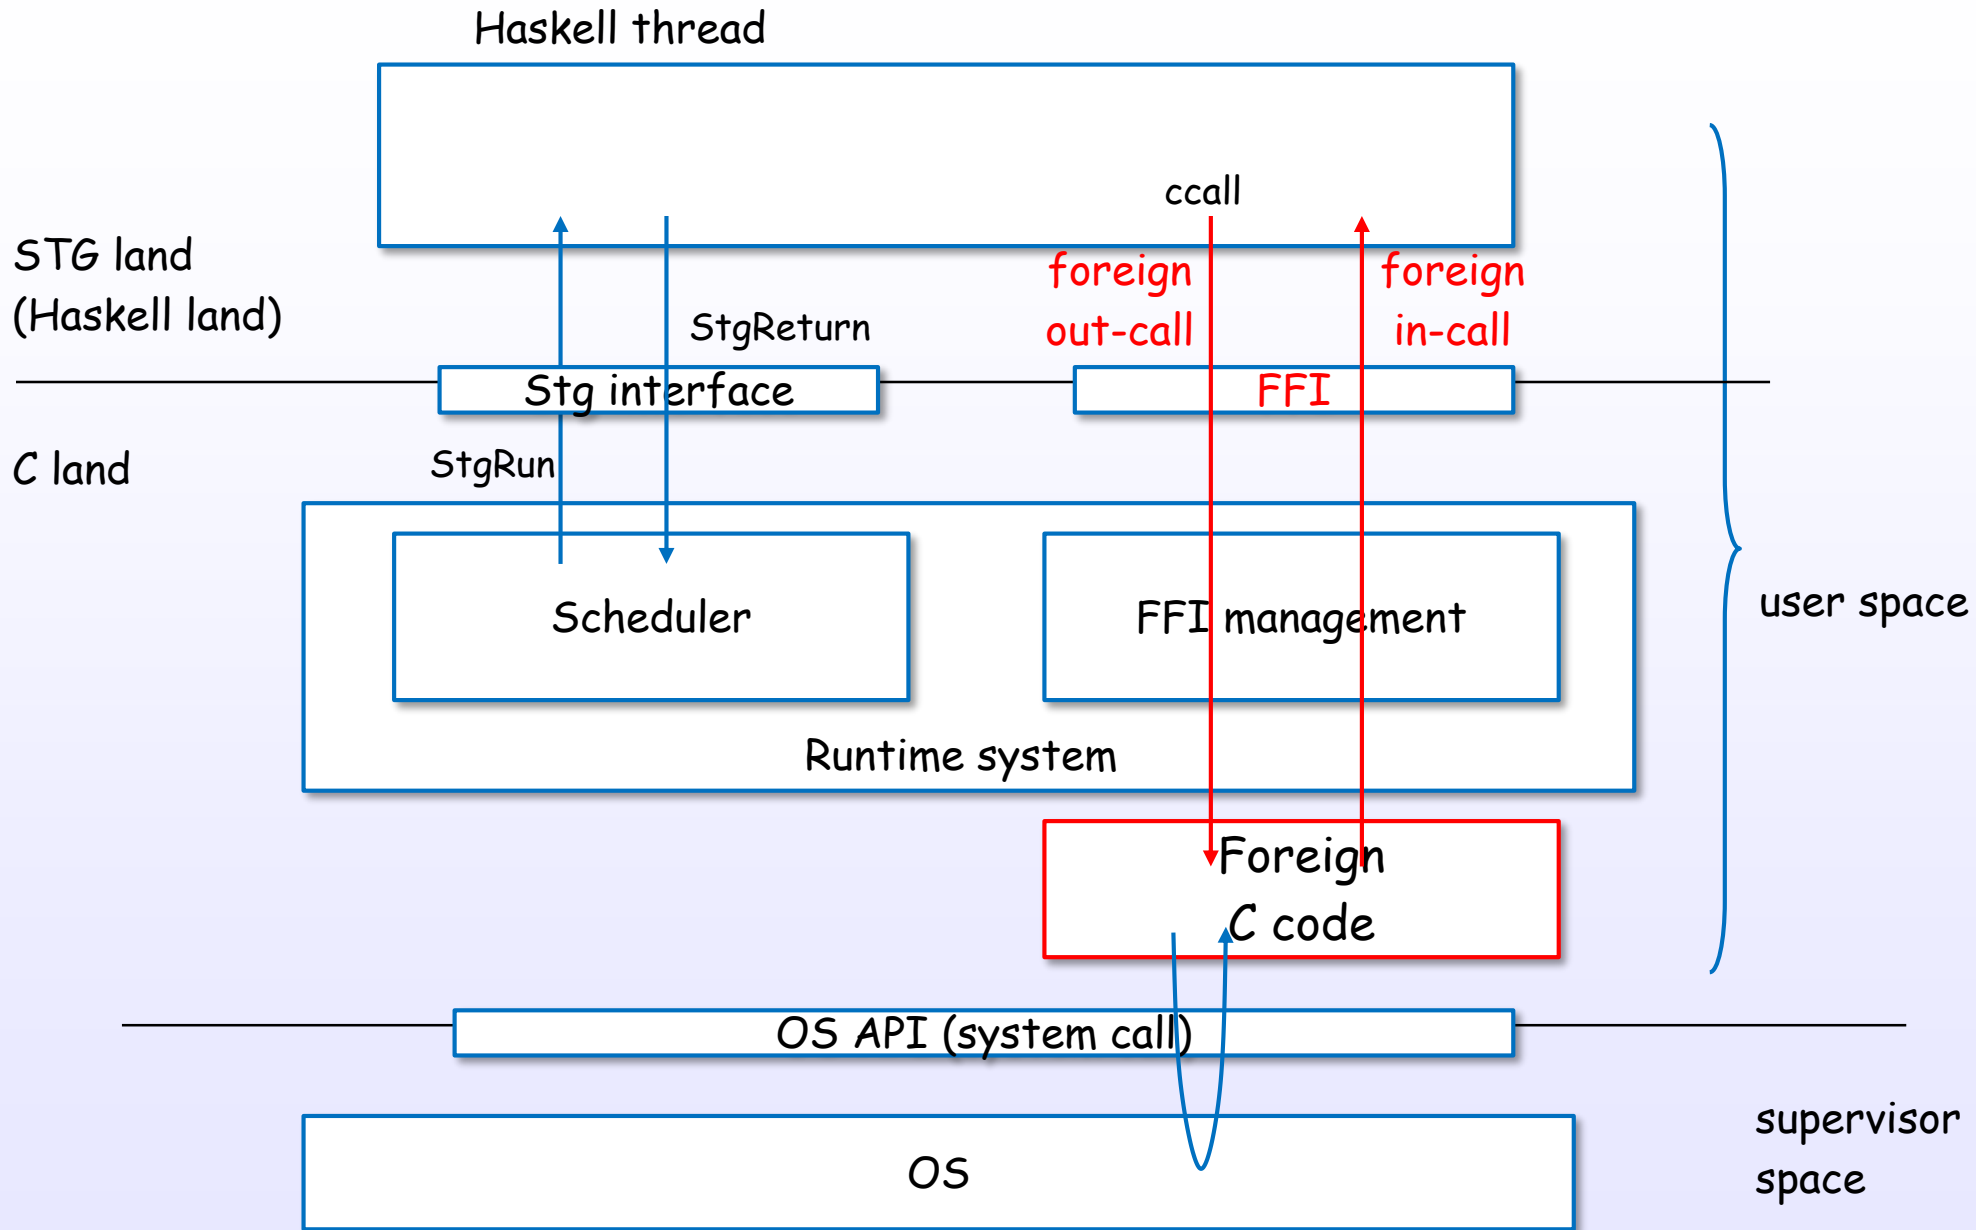 Haskell thread
ccall
STG land
(Haskell land)
foreign
out-call
foreign
in-call
StgReturn
Stg interface
FFI
C land
StgRun
Scheduler
FFI management
user space
Runtime system
Foreign
C code
OS API (system call)
supervisor
space
OS